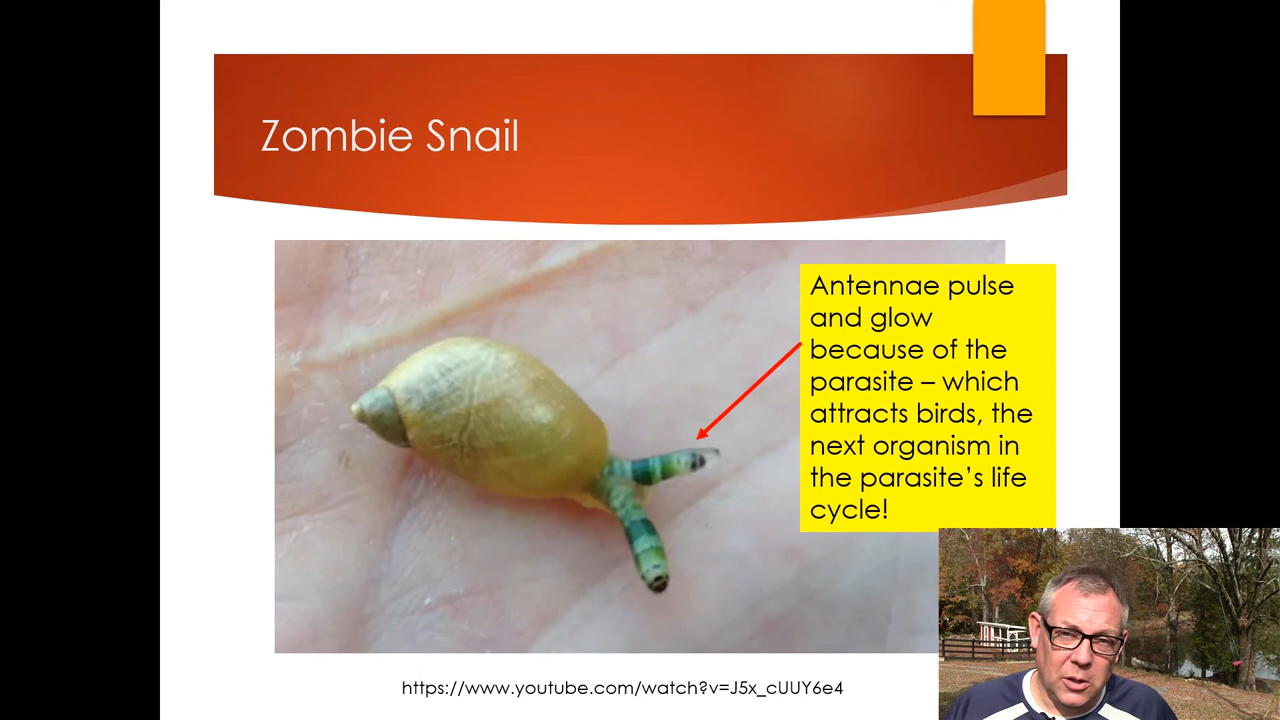 Zombie Snail
Antennae pulse
and glow
because of the
parasite – which
attracts birds, the
next organism in
the parasite's life
cycle!
https://www.youtube.com/watch?v=J5x_cUUY6e4